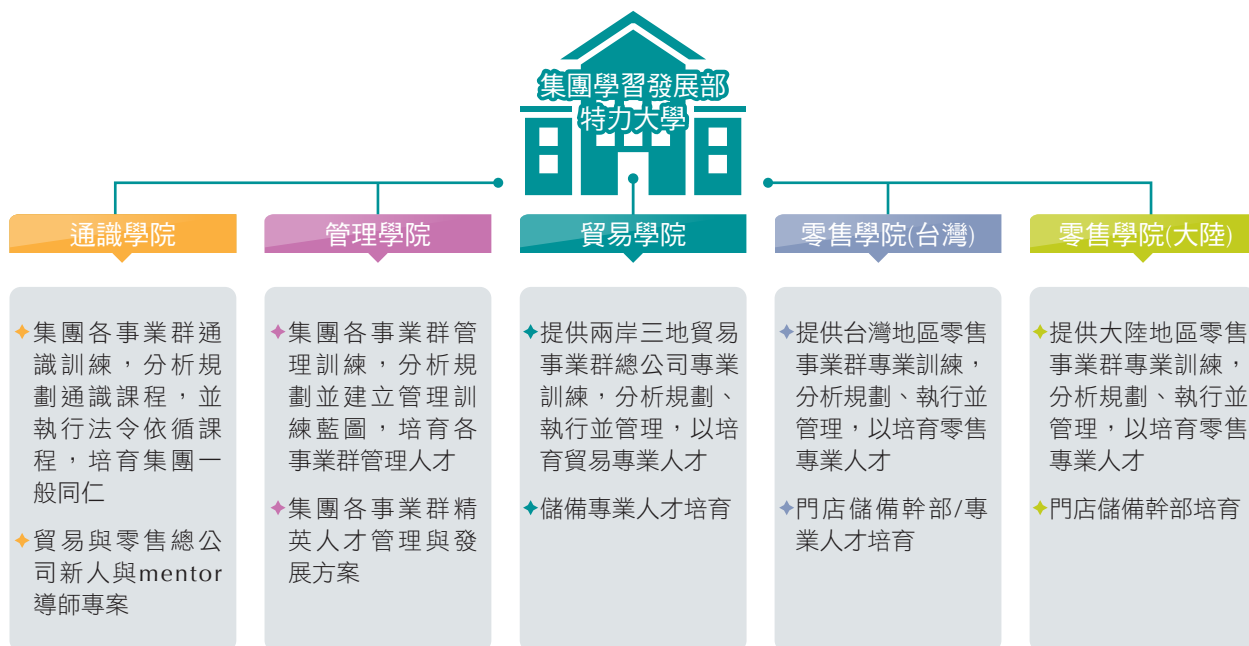 集團學習發展部
特力大學
通識學院
管理學院
貿易學院
零售學院(台灣)
零售學院(大陸)
集團各事業群通
識訓練，分析規
劃通識課程，並
執行法令依循課
程，培育集團一
般同仁
貿易與零售總公
司新人與mentor
導師專案
集團各事業群管
理訓練，分析規
劃並建立管理訓
練藍圖，培育各
事業群管理人才
集團各事業群精
英人才管理與發
展方案
提供兩岸三地貿易
事業群總公司專業
訓練，分析規劃、
執行並管理，以培
育貿易專業人才
儲備專業人才培育
提供台灣地區零售
事業群專業訓練，
分析規劃、執行並
管理，以培育零售
專業人才
門店儲備幹部/專
業人才培育
提供大陸地區零售
事業群專業訓練，
分析規劃、執行並
管理，以培育零售
專業人才
門店儲備幹部培育